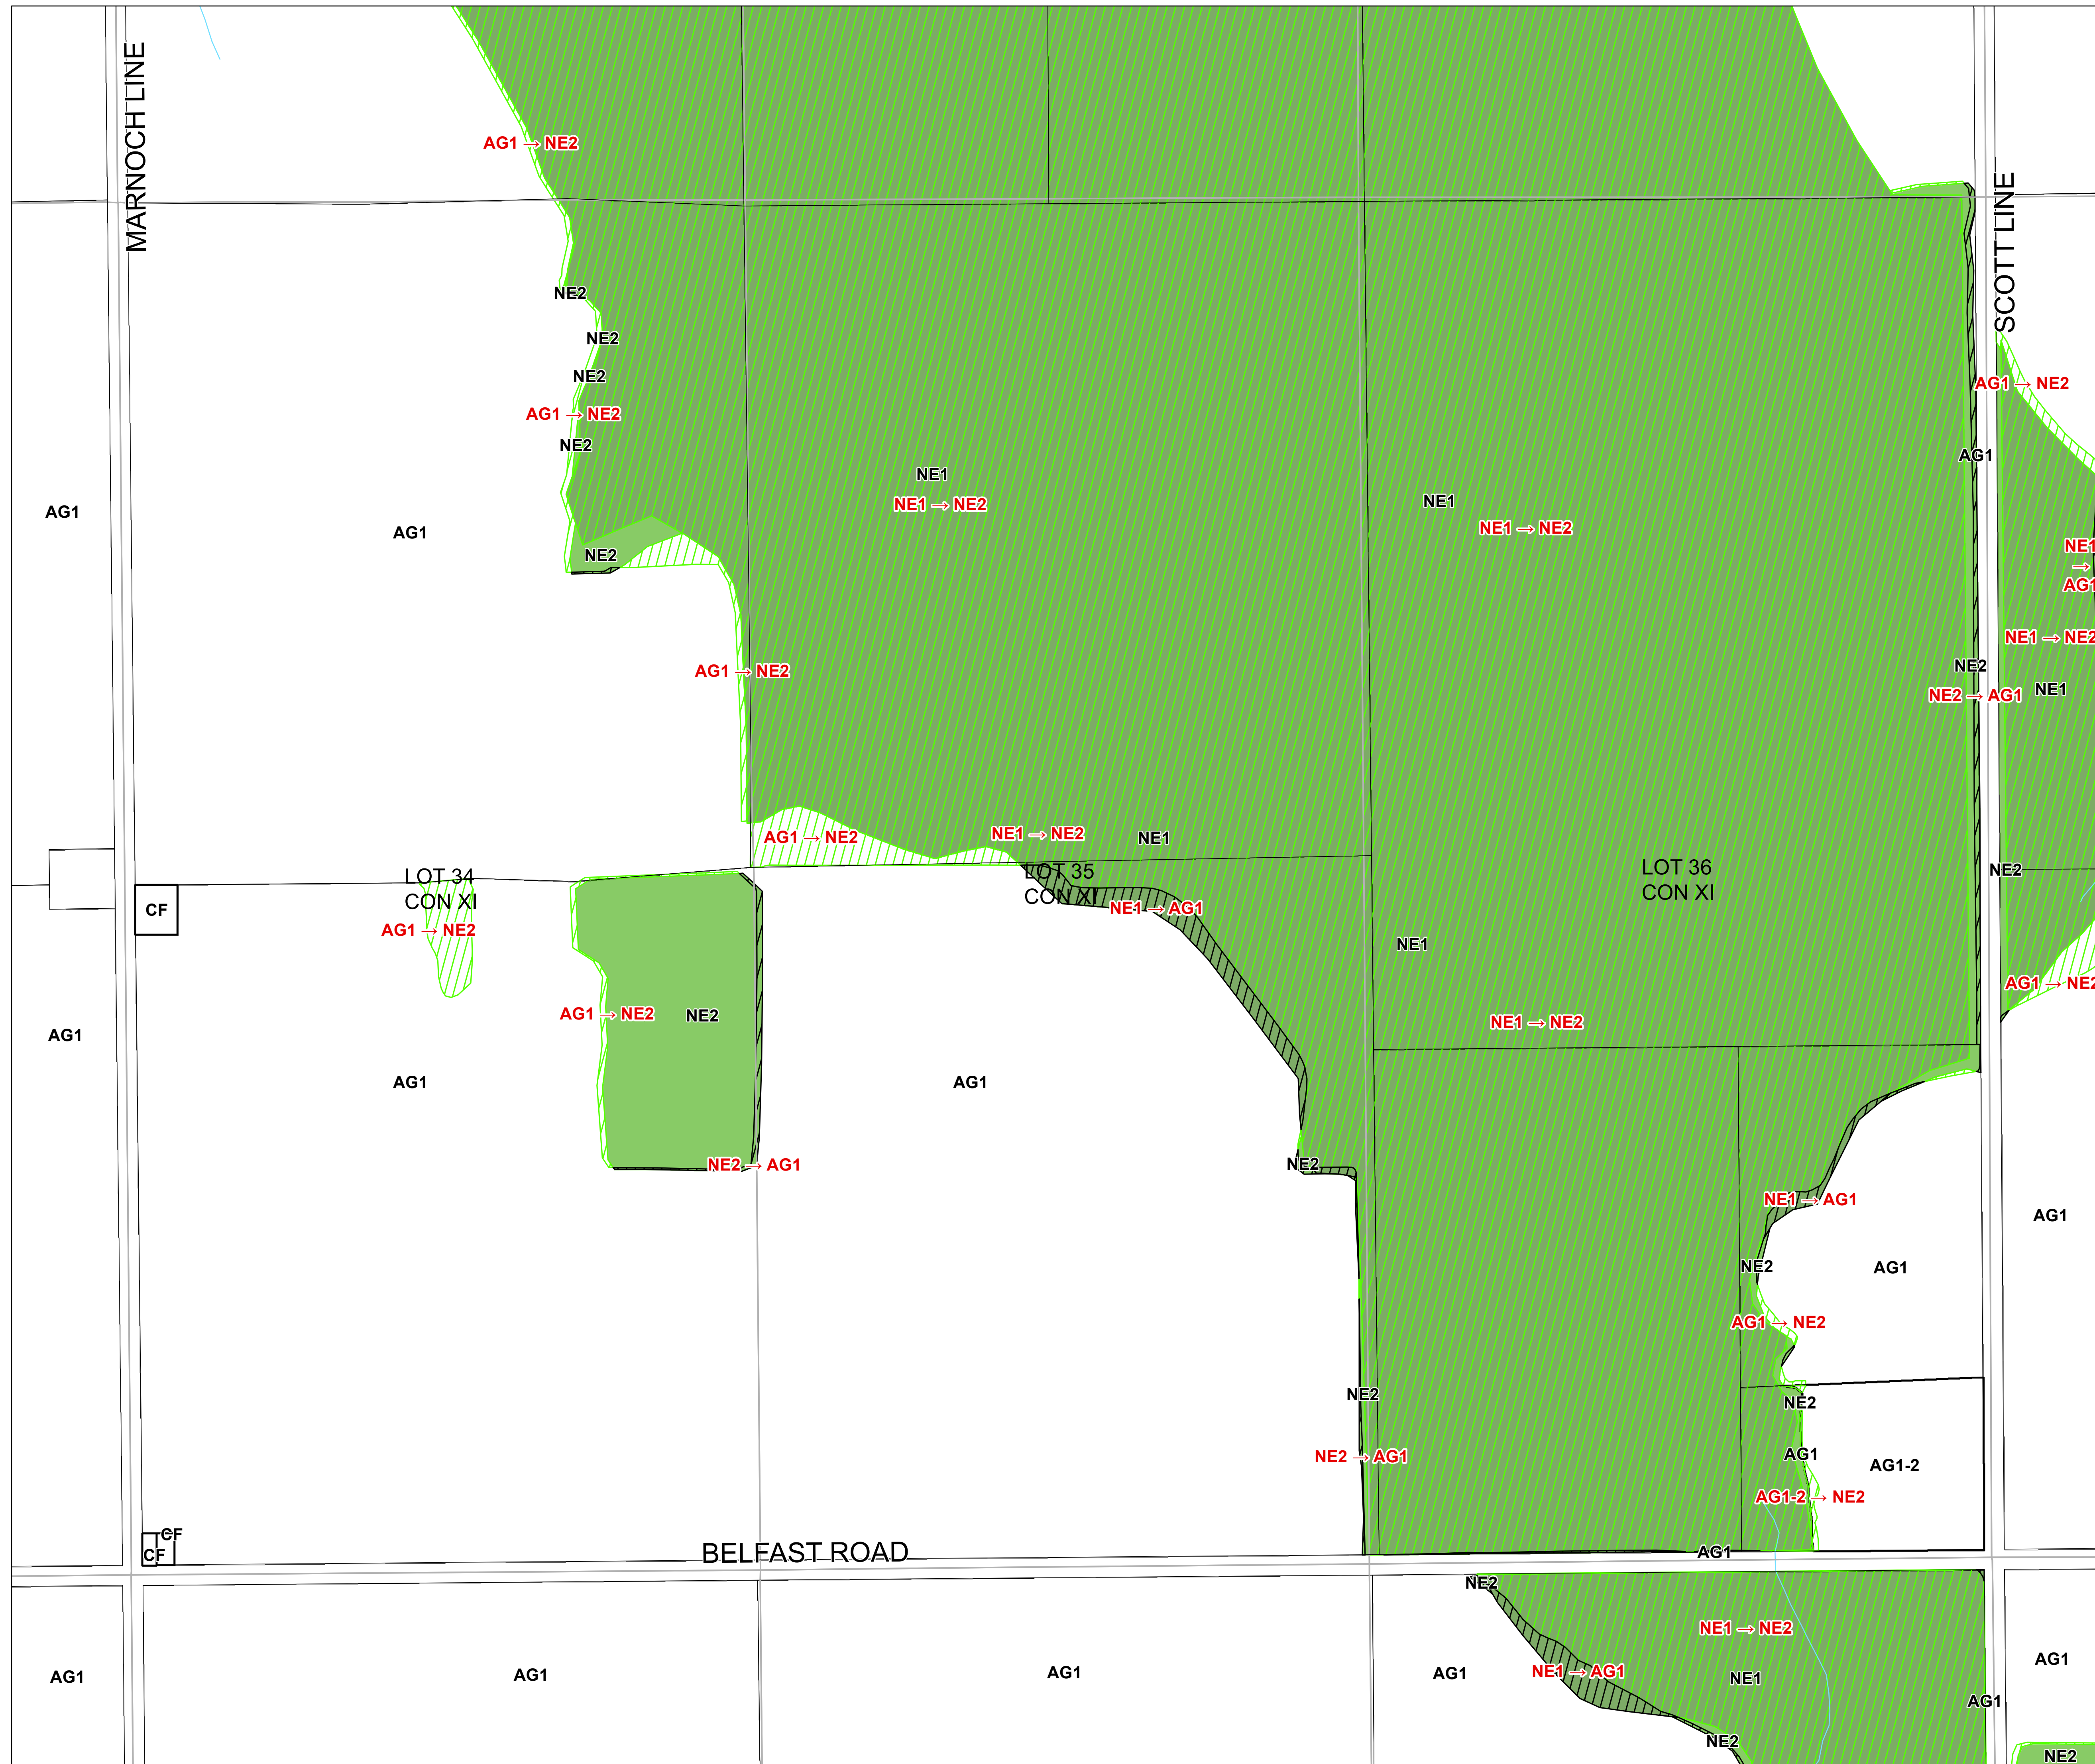 MARNOCH LINE
AG1 → NE2
SCOTT LINE
NE2
NE2
NE2
AG1 → NE2
AG1 → NE2
NE2
AG1
NE1
NE1 → NE2
NE1
NE1 → NE2
AG1
AG1
NE2
NE1
→
AG1
NE1 → NE2
NE2
AG1 → NE2
NE2 → AG1
NE1
AG1 → NE2
NE1 → NE2
NE1
LOT 34
CON XI
LOT 35
CON XI
LOT 36
CON XI
NE2
CF
AG1 → NE2
NE1 → AG1
NE1
AG1 → NE2
AG1 → NE2
NE2
NE1 → NE2
AG1
AG1
AG1
NE2 → AG1
NE2
NE1 → AG1
AG1
NE2
AG1
AG1 → NE2
NE2
NE2
AG1
AG1-2
NE2 → AG1
AG1-2 → NE2
CF
CF
BELFAST ROAD
AG1
NE2
NE1 → NE2
AG1
AG1
AG1
AG1
NE1 → AG1
NE1
AG1
AG1
NE2
NE2